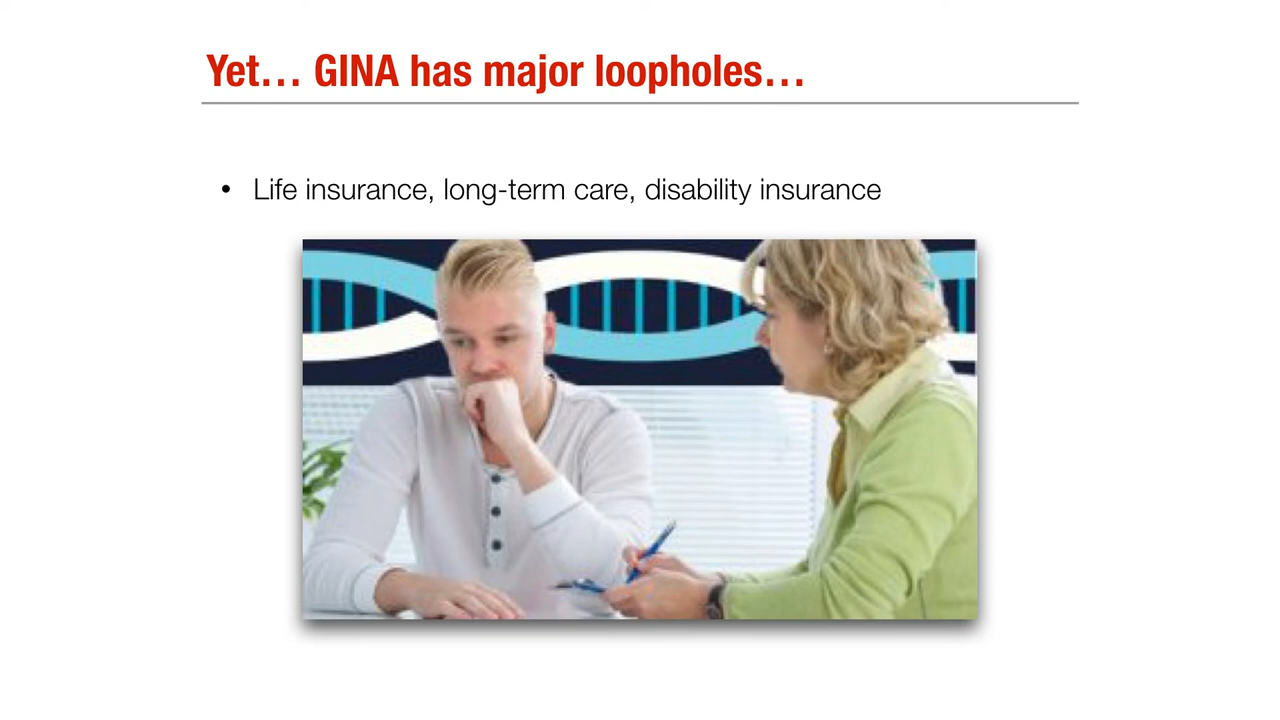 Yet… GINA has major loopholes…
• Life insurance, long-term care, disability insurance